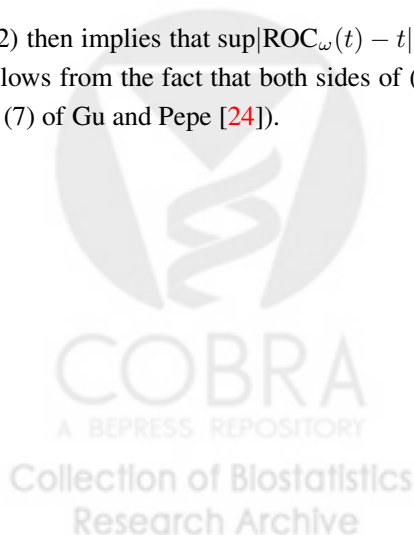 2) then implies that sup|ROC_ω(t) − t|
llows from the fact that both sides of (
(7) of Gu and Pepe [24]).
COBRA
A BEPRESS REPOSITORY
Collection of Biostatistics
Research Archive